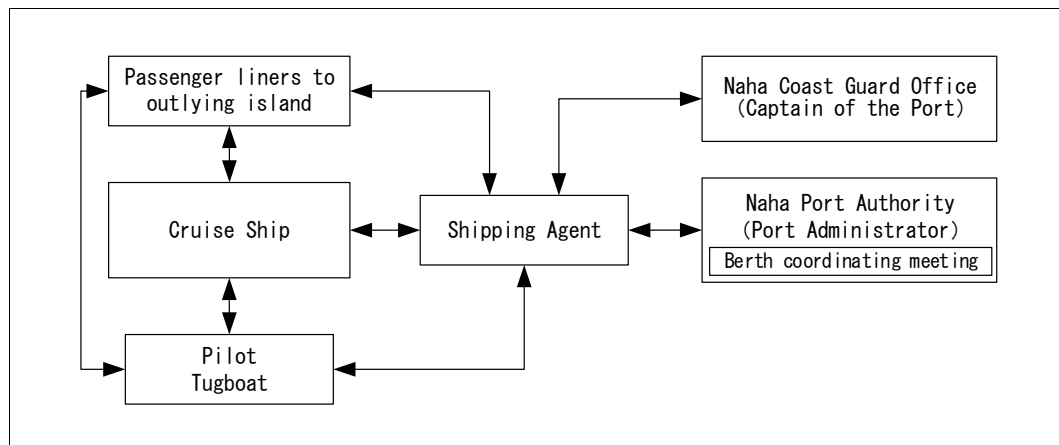 Passenger liners to
outlying island
Naha Coast Guard Office
(Captain of the Port)
Cruise Ship
Shipping Agent
Naha Port Authority
(Port Administrator)
Berth coordinating meeting
Pilot
Tugboat